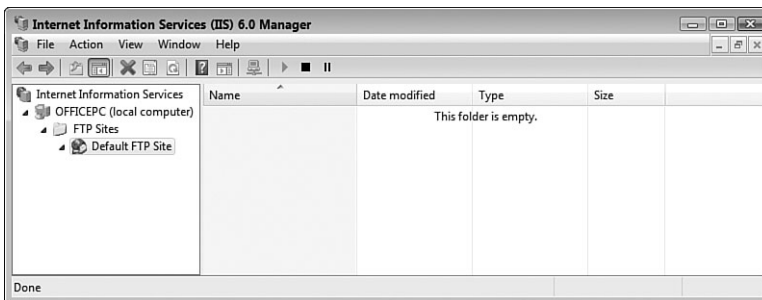 Internet Information Services (IIS) 6.0 Manager
File Action View Window Help
Internet Information Services
OFFICEPC (local computer)
FTP Sites
Default FTP Site
Name Date modified Type Size
This folder is empty.
Done